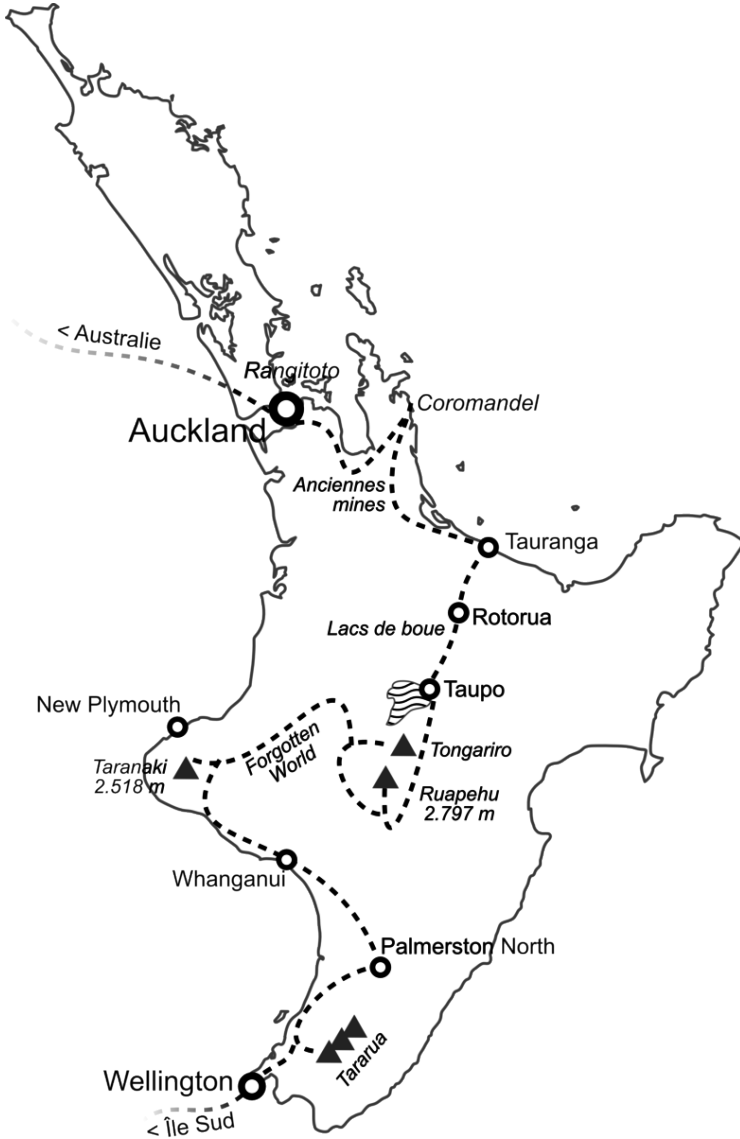 < Australie
Rangitoto
Coromandel
Auckland
Anciennes
mines
Tauranga
Rotorua
Lacs de boue
Taupo
New Plymouth
Forgotten
World
Tongariro
Taranaki
2.518 m
Ruapehu
2.797 m
Whanganui
Palmerston North
Tararua
Wellington
< Île Sud